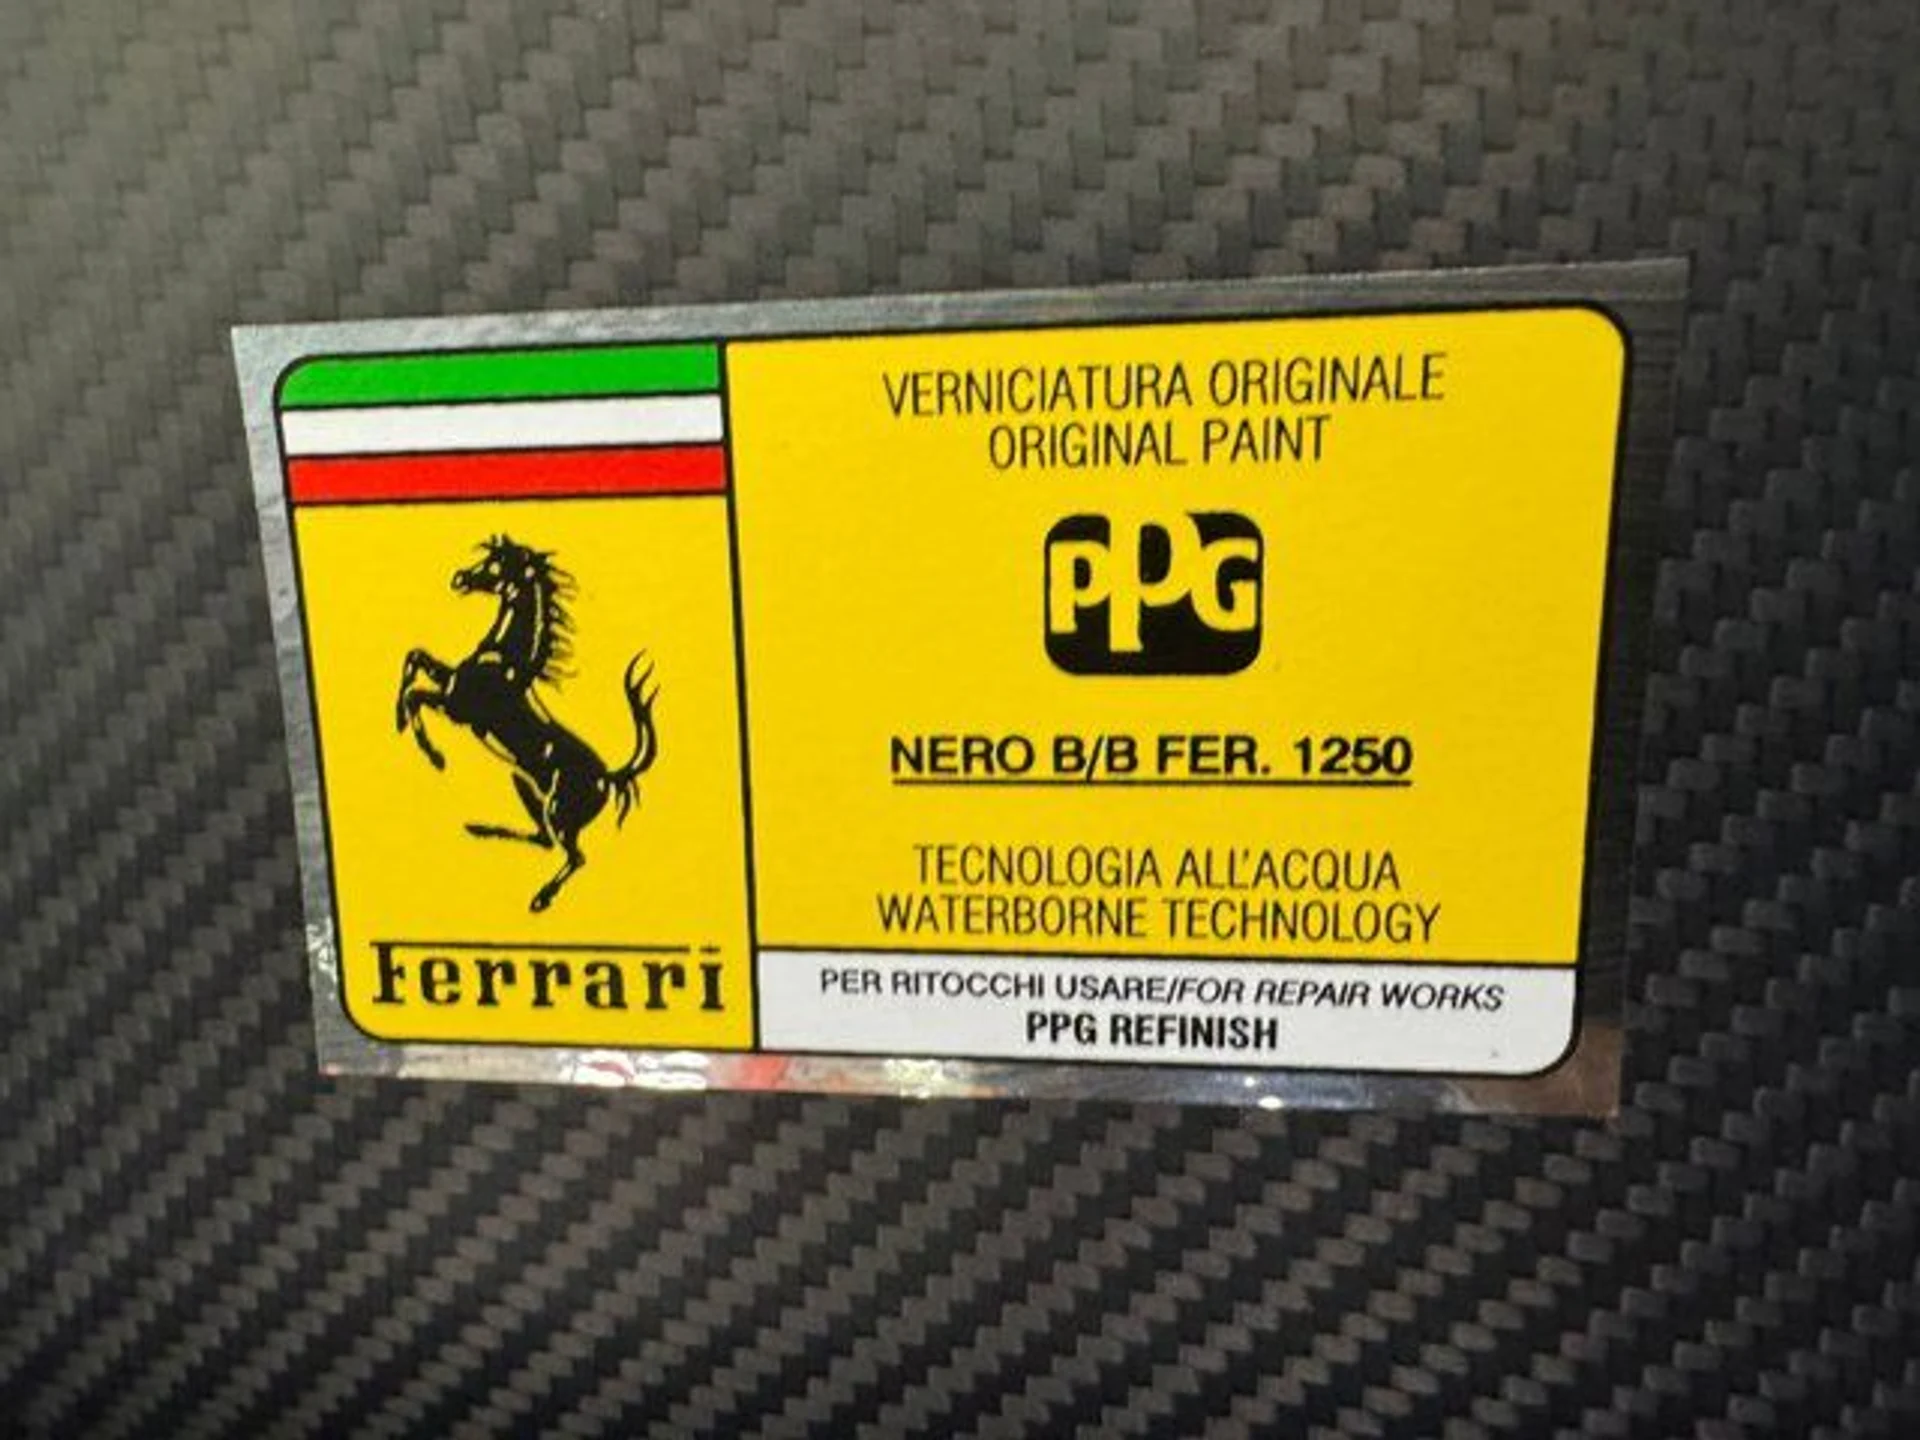 VERNICIATURA ORIGINALE
ORIGINAL PAINT
PPG
NERO B/B FER. 1250
TECNOLOGIA ALL'ACQUA
WATERBORNE TECHNOLOGY
Ferrari
PER RITOCCHI USARE/FOR REPAIR WORKS
PPG REFINISH